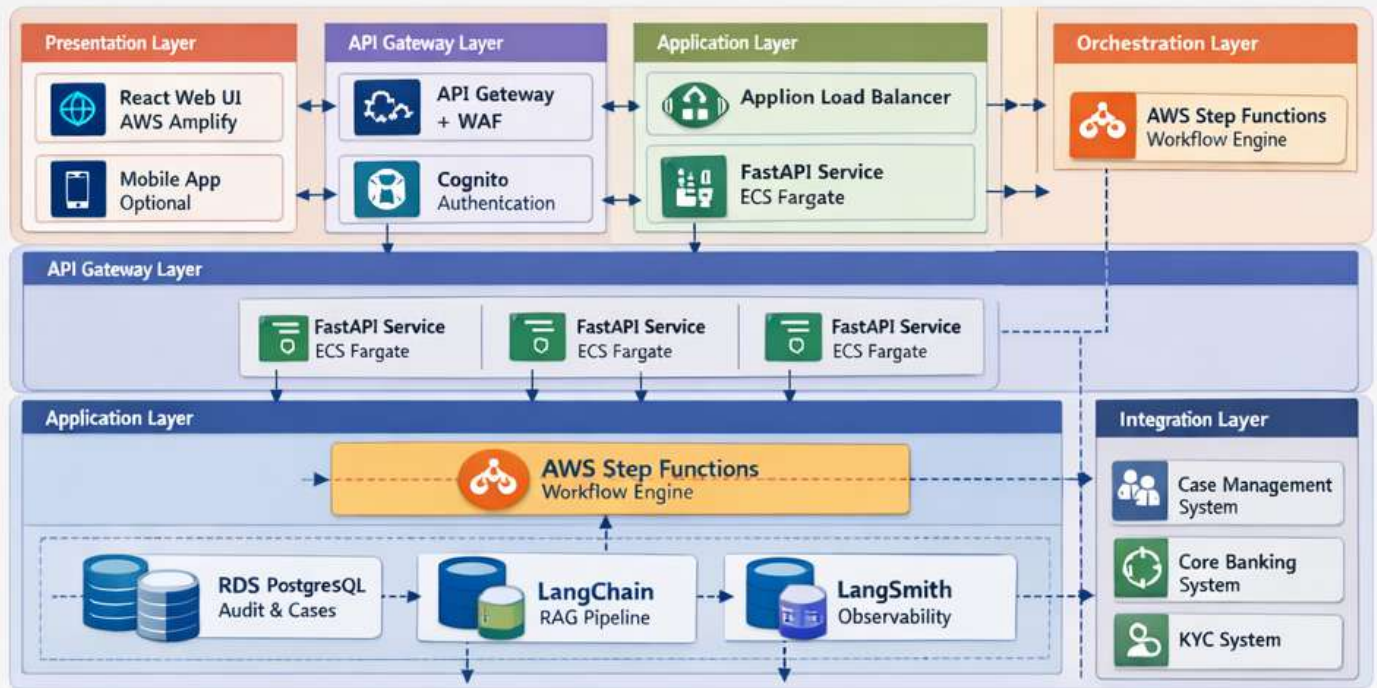 Presentation Layer
React Web UI
AWS Amplify
Mobile App
Optional
API Gateway Layer
API Gateway
+ WAF
Cognito
Authentication
Application Layer
Applion Load Balancer
FastAPI Service
ECS Fargate
Orchestration Layer
AWS Step Functions
Workflow Engine
API Gateway Layer
FastAPI Service
ECS Fargate
FastAPI Service
ECS Fargate
FastAPI Service
ECS Fargate
Application Layer
AWS Step Functions
Workflow Engine
RDS PostgresQL
Audit & Cases
LangChain
RAG Pipeline
LangSmith
Observability
Integration Layer
Case Management
System
Core Banking
System
KYC System